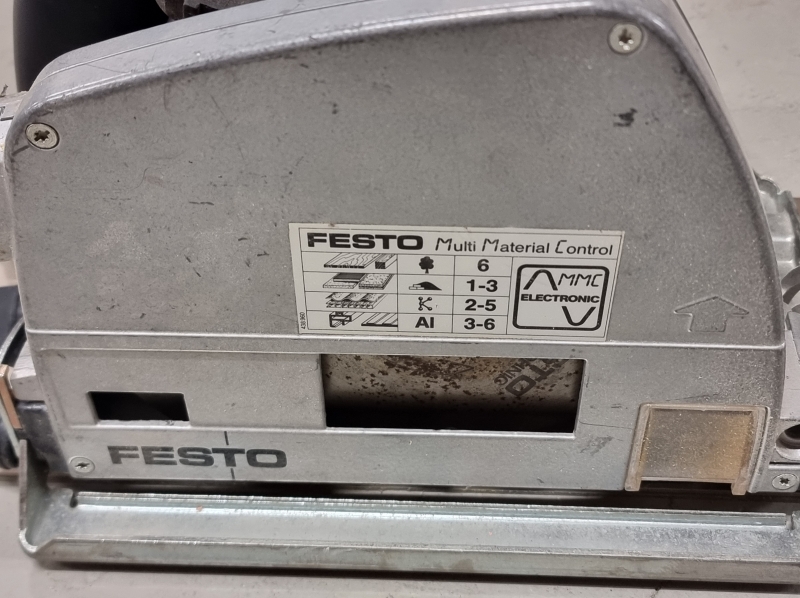 FESTO Multi Material Control
6
1-3
2-5
Al 3-6
MMC
ELECTRONIC
FESTO